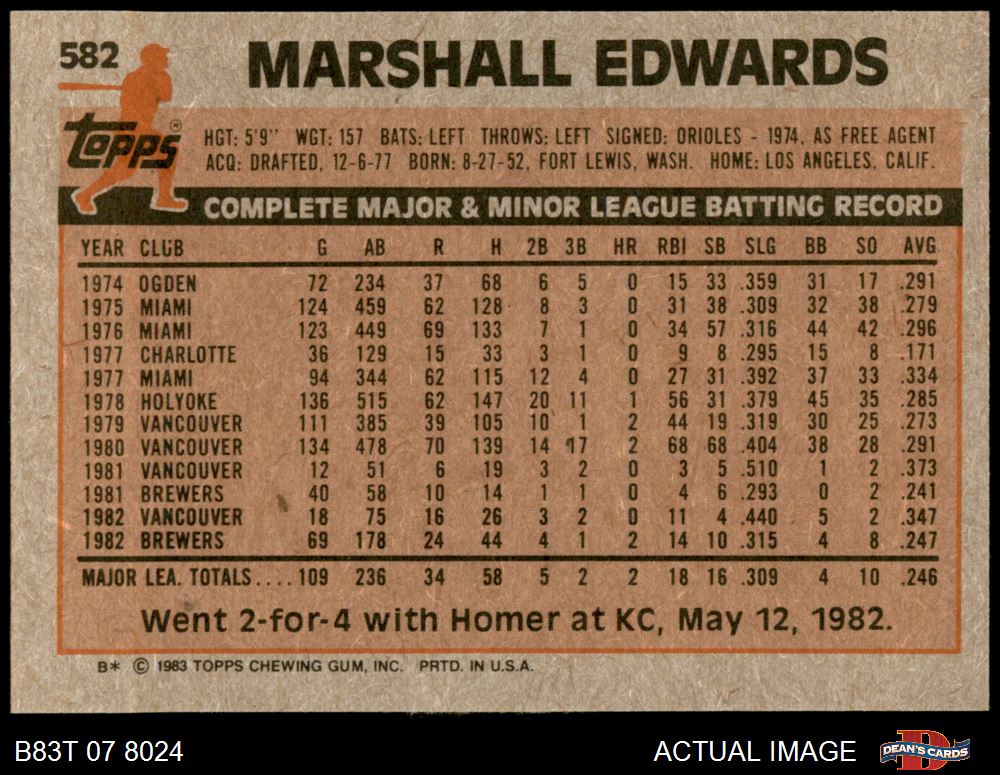 582 MARSHALL EDWARDS
Topps ®
HGT: 5'9" WGT: 157 BATS: LEFT THROWS: LEFT SIGNED: ORIOLES - 1974, AS FREE AGENT
ACQ: DRAFTED, 12-6-77 BORN: 8-27-52, FORT LEWIS, WASH. HOME: LOS ANGELES, CALIF.
COMPLETE MAJOR & MINOR LEAGUE BATTING RECORD
YEAR CLUB G AB R H 2B 3B HR RBI SB SLG BB SO AVG
1974 OGDEN 72 234 37 68 6 5 0 15 33 .359 31 17 .291
1975 MIAMI 124 459 62 128 8 3 0 31 38 .309 32 38 .279
1976 MIAMI 123 449 69 133 7 1 0 34 57 .316 44 42 .296
1977 CHARLOTTE 36 129 15 33 3 1 0 9 8 .295 15 8 .171
1977 MIAMI 94 344 62 115 12 4 0 27 31 .392 37 33 .334
1978 HOLYOKE 136 515 62 147 20 11 1 56 31 .379 45 35 .285
1979 VANCOUVER 111 385 39 105 10 1 2 44 19 .319 30 25 .273
1980 VANCOUVER 134 478 70 139 14 17 2 68 68 .404 38 28 .291
1981 VANCOUVER 12 51 6 19 3 2 0 3 5 .510 1 2 .373
1981 BREWERS 40 58 10 14 1 1 0 4 6 .293 0 2 .241
1982 VANCOUVER 18 75 16 26 3 2 0 11 4 .440 5 2 .347
1982 BREWERS 69 178 24 44 4 1 2 14 10 .315 4 8 .247
MAJOR LEA. TOTALS.... 109 236 34 58 5 2 2 18 16 .309 4 10 .246
Went 2-for-4 with Homer at KC, May 12, 1982.
B* © 1983 TOPPS CHEWING GUM, INC. PRTD. IN U.S.A.
B83T 07 8024 ACTUAL IMAGE DEAN'S CARDS